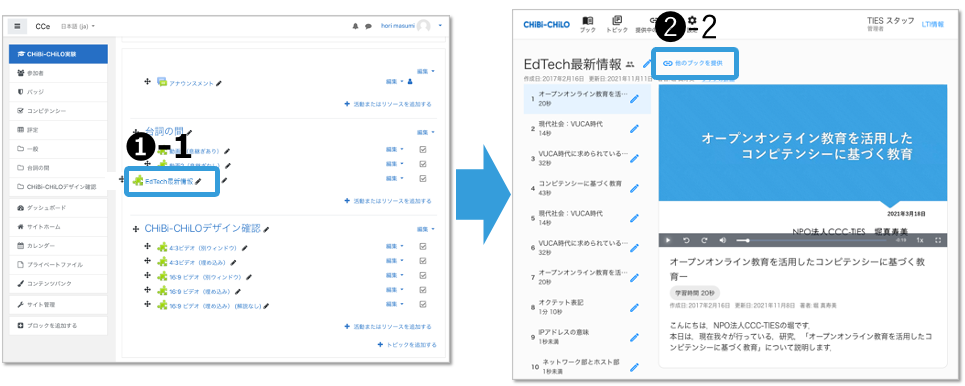 CCe 日本語 (ja) hori masumi
CHiBi-CHiLO実験
参加者
バッジ
コンピテンシー
評定
一般
台詞の間
CHiBi-CHiLOデザイン確認
ダッシュボード
サイトホーム
カレンダー
プライベートファイル
コンテンツバンク
サイト管理
ブロックを追加する
編集
アナウンスメント 編集
+ 活動またはリソースを追加する
台詞の間 編集
❶-1
編集
編集
EdTech最新情報 編集
+ 活動またはリソースを追加する
CHiBi-CHiLOデザイン確認 編集
4:3ビデオ（別ウィンドウ） 編集
4:3ビデオ（埋め込み） 編集
16:9 ビデオ（別ウィンドウ） 編集
16:9 ビデオ（埋め込み） 編集
16:9 ビデオ（埋め込み）(解説なし) 編集
+ 活動またはリソースを追加する
+ トピックを追加する
CHiBi-CHiLO
ブック トピック
❷-2
TIES スタッフ
管理者
LTI情報
EdTech最新情報
他のブックを提供
作成日: 2017年2月16日 更新日: 2021年11月11日
1 オープンオンライン教育を活…
20秒
2 現代社会：VUCA時代
14秒
3 VUCA時代に求められている…
32秒
4 コンピテンシーに基づく教育
43秒
5 現代社会：VUCA時代
14秒
6 VUCA時代に求められている…
32秒
7 オープンオンライン教育を活…
20秒
8 オクテット表記
1分 10秒
9 IPアドレスの意味
1秒未満
10 ネットワーク部とホスト部
1秒未満
オープンオンライン教育を活用した
コンピテンシーに基づく教育
2021年3月18日
NPO法人CCC-TIES 堀真寿美
-0:19 1x
オープンオンライン教育を活用したコンピテンシーに基づく教
育ー
学習時間 20秒
作成日: 2017年2月16日 更新日: 2021年11月8日 著者: 堀 真寿美
こんにちは、NPO法人CCC-TIESの堀です。
本日は、現在我々が行っている、研究、「オープンオンライン教育を活用したコ
ンピテンシーに基づく教育」について説明します。